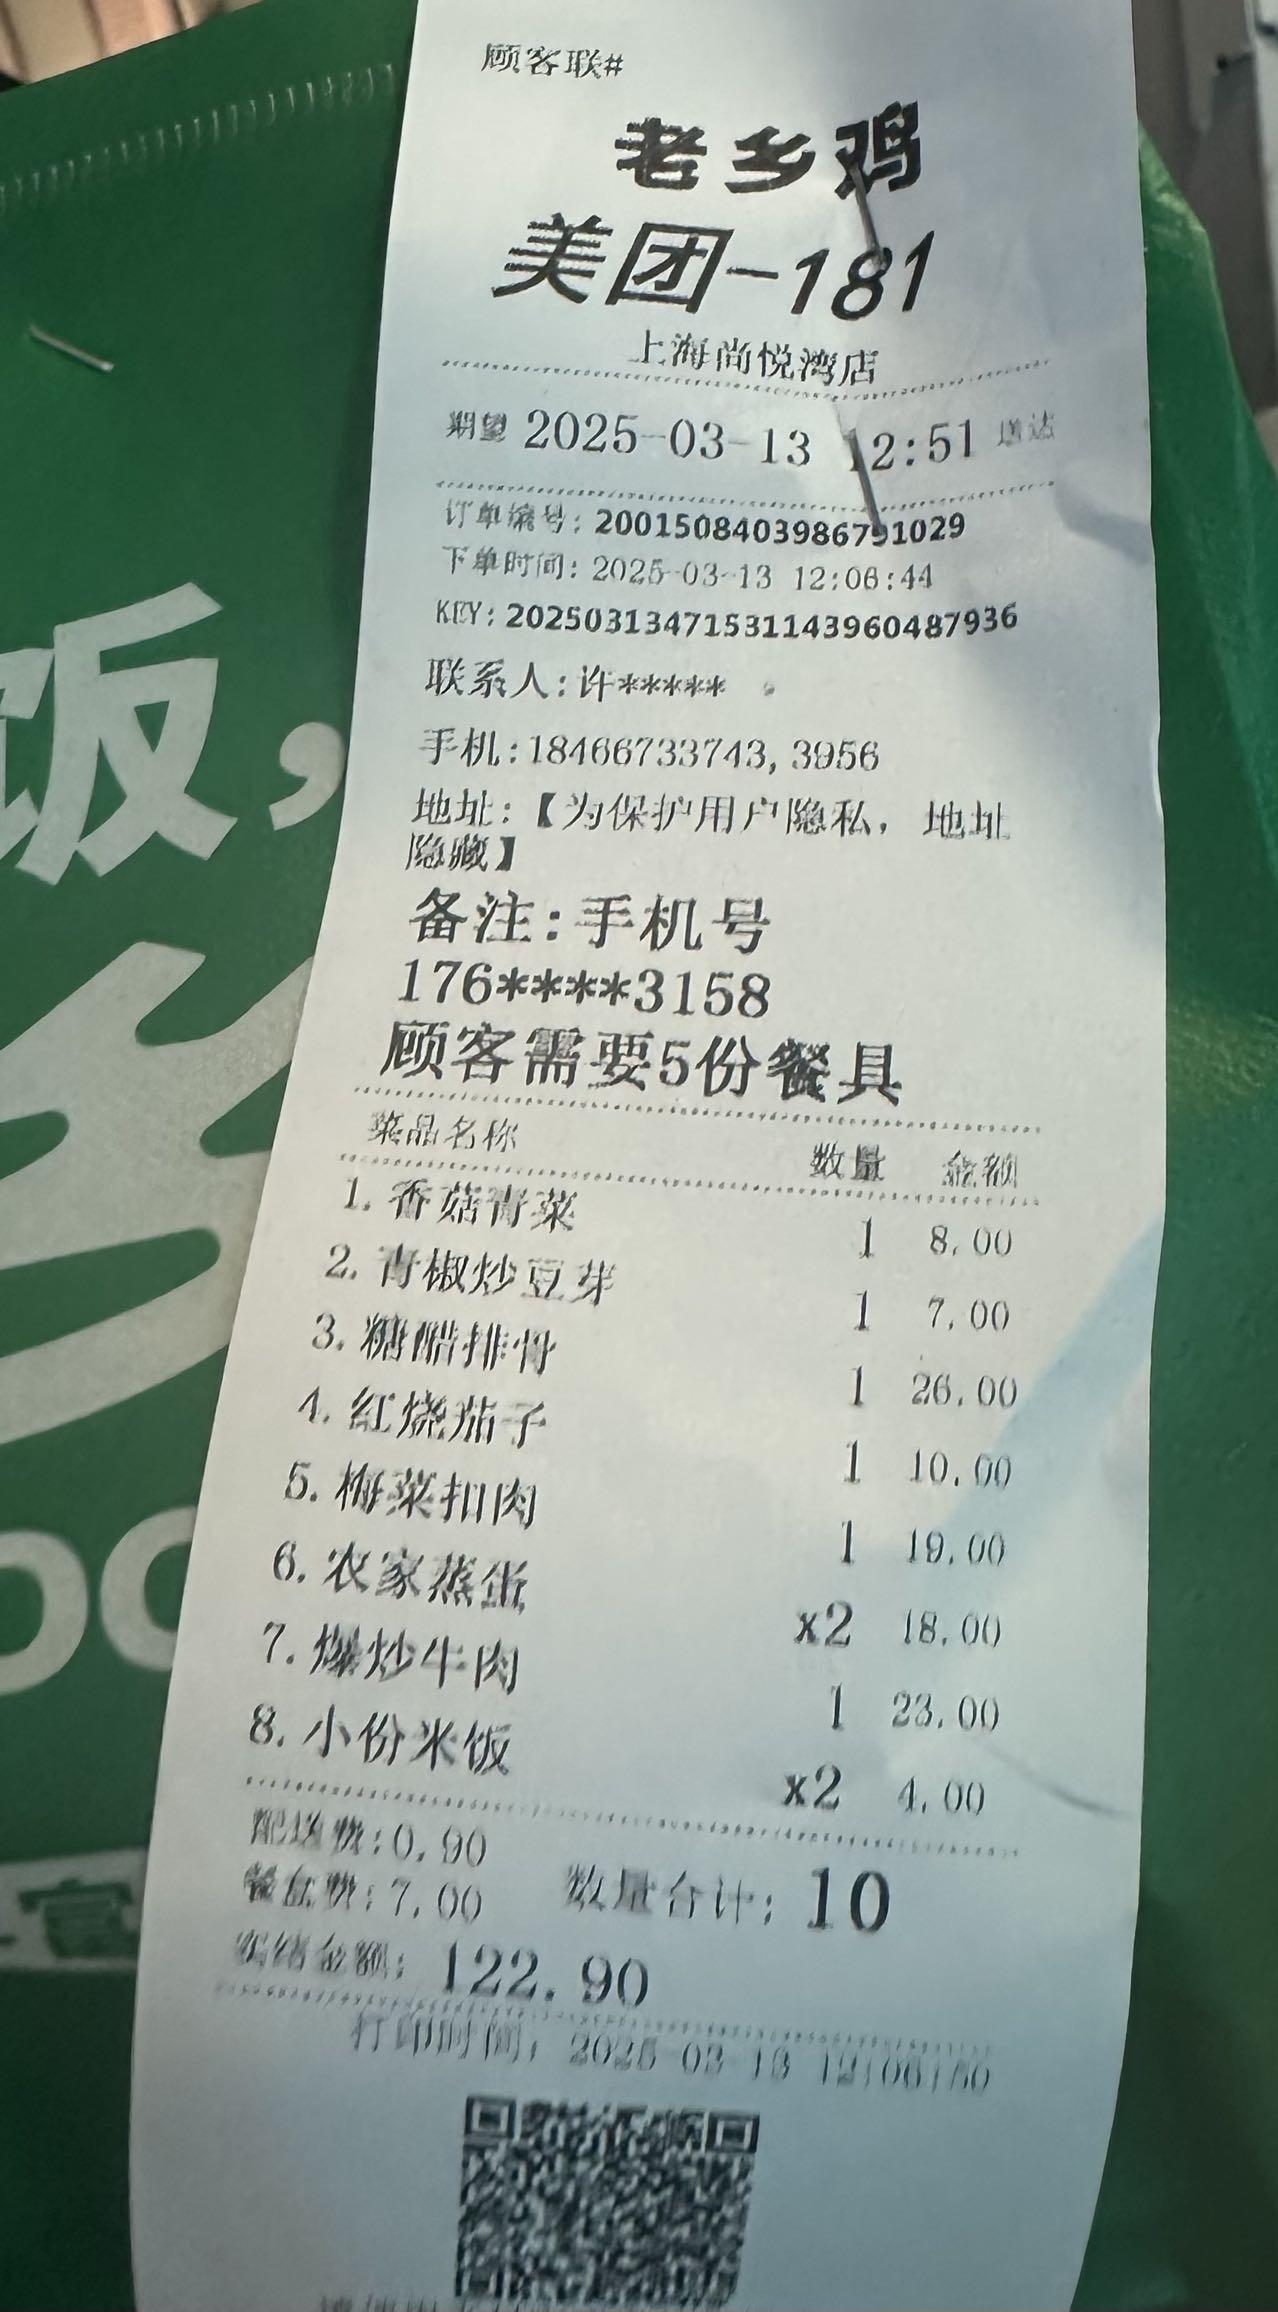 顾客联#
老乡鸡
美团-181
上海尚悦湾店
期望 2025-03-13 12:51 送达
订单编号: 2001508403986791029
下单时间: 2025-03-13 12:06:44
KEY: 2025031347153114396048​7936
联系人: 许*****
手机: 18466733743, 3956
地址: 【为保护用户隐私, 地址
隐藏】
备注: 手机号
176****3158
顾客需要5份餐具
菜品名称 数量 金额
1. 香菇青菜 1 8.00
2. 青椒炒豆芽 1 7.00
3. 糖醋排骨 1 26.00
4. 红烧茄子 1 10.00
5. 梅菜扣肉 1 19.00
6. 农家蒸蛋 x2 18.00
7. 爆炒牛肉 1 23.00
8. 小份米饭 x2 4.00
配送费: 0.90
餐盒费: 7.00 数量合计: 10
实结金额: 122.90
打印时间: 2025-03-13
饭,